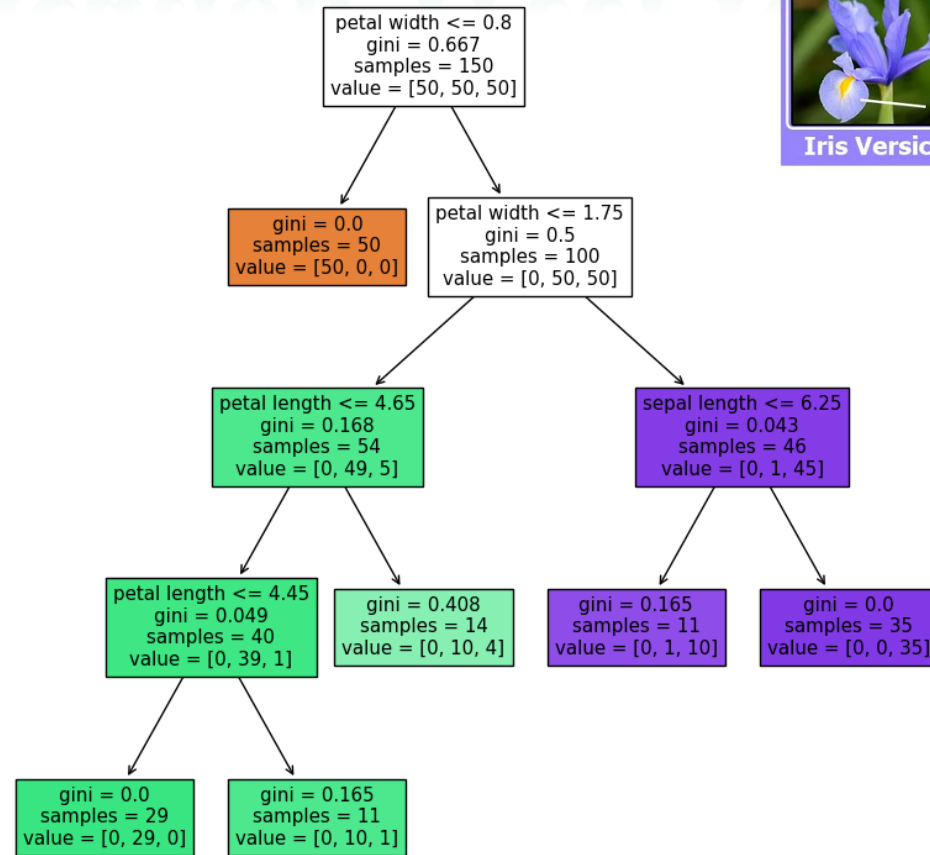 petal width <= 0.8
gini = 0.667
samples = 150
value = [50, 50, 50]
Iris Versic
gini = 0.0
samples = 50
value = [50, 0, 0]
petal width <= 1.75
gini = 0.5
samples = 100
value = [0, 50, 50]
petal length <= 4.65
gini = 0.168
samples = 54
value = [0, 49, 5]
sepal length <= 6.25
gini = 0.043
samples = 46
value = [0, 1, 45]
petal length <= 4.45
gini = 0.049
samples = 40
value = [0, 39, 1]
gini = 0.408
samples = 14
value = [0, 10, 4]
gini = 0.165
samples = 11
value = [0, 1, 10]
gini = 0.0
samples = 35
value = [0, 0, 35]
gini = 0.0
samples = 29
value = [0, 29, 0]
gini = 0.165
samples = 11
value = [0, 10, 1]